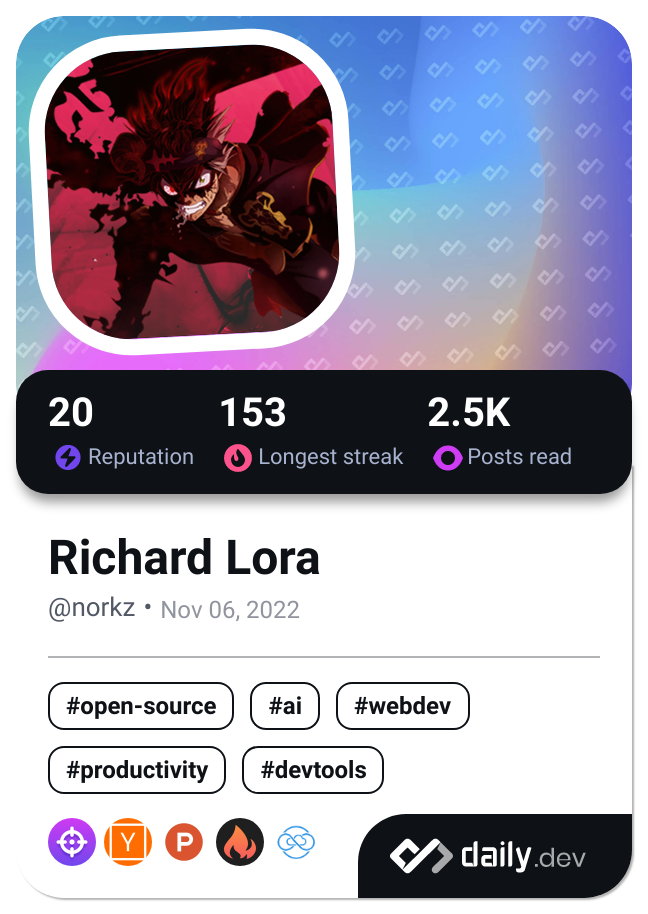 20 153 2.5K
Reputation Longest streak Posts read
Richard Lora
@norkz • Nov 06, 2022
#open-source #ai #webdev
#productivity #devtools
Y P daily.dev